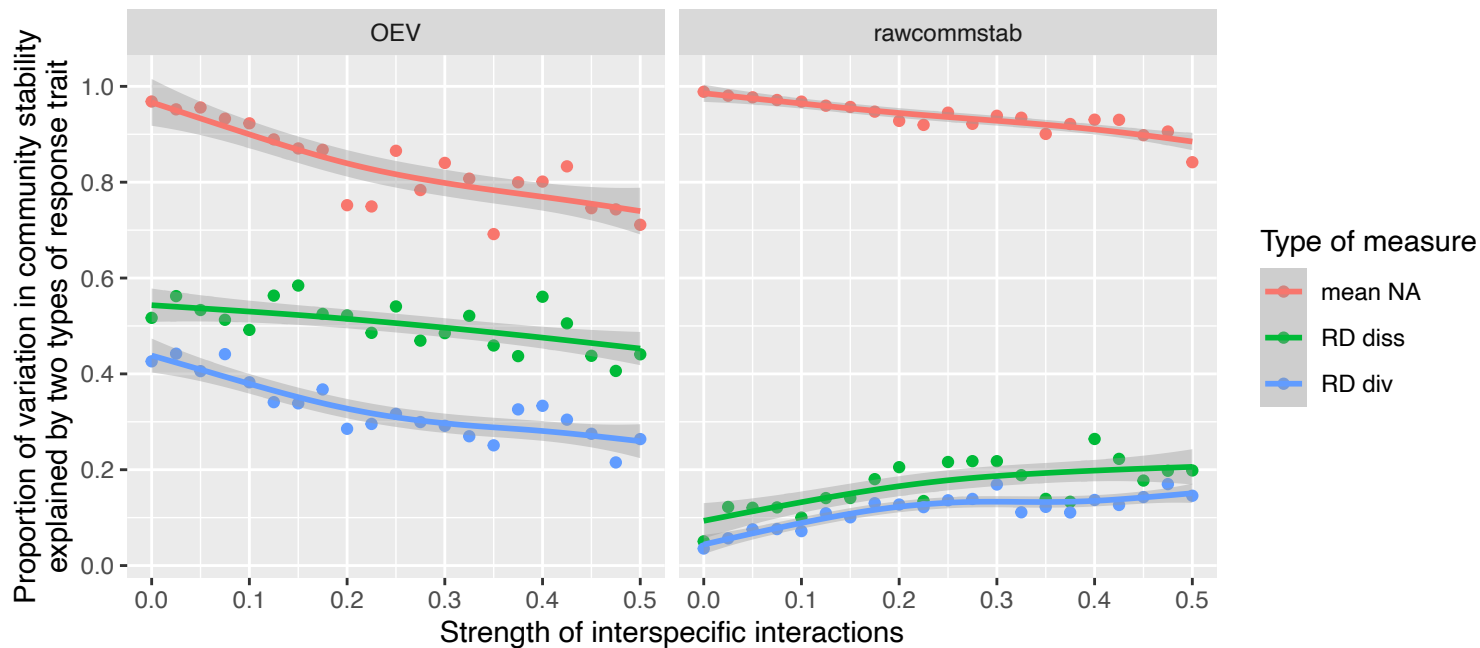 OEV
rawcommstab
Proportion of variation in community stability
explained by two types of response trait
1.0
0.8
0.6
0.4
0.2
0.0
0.0 0.1 0.2 0.3 0.4 0.5
0.0 0.1 0.2 0.3 0.4 0.5
Strength of interspecific interactions
Type of measure
mean NA
RD diss
RD div